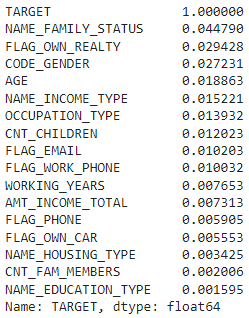 TARGET 1.000000
NAME_FAMILY_STATUS 0.044790
FLAG_OWN_REALTY 0.029428
CODE_GENDER 0.027231
AGE 0.018863
NAME_INCOME_TYPE 0.015221
OCCUPATION_TYPE 0.013932
CNT_CHILDREN 0.012023
FLAG_EMAIL 0.010203
FLAG_WORK_PHONE 0.010032
WORKING_YEARS 0.007653
AMT_INCOME_TOTAL 0.007313
FLAG_PHONE 0.005905
FLAG_OWN_CAR 0.005553
NAME_HOUSING_TYPE 0.003425
CNT_FAM_MEMBERS 0.002006
NAME_EDUCATION_TYPE 0.001595
Name: TARGET, dtype: float64